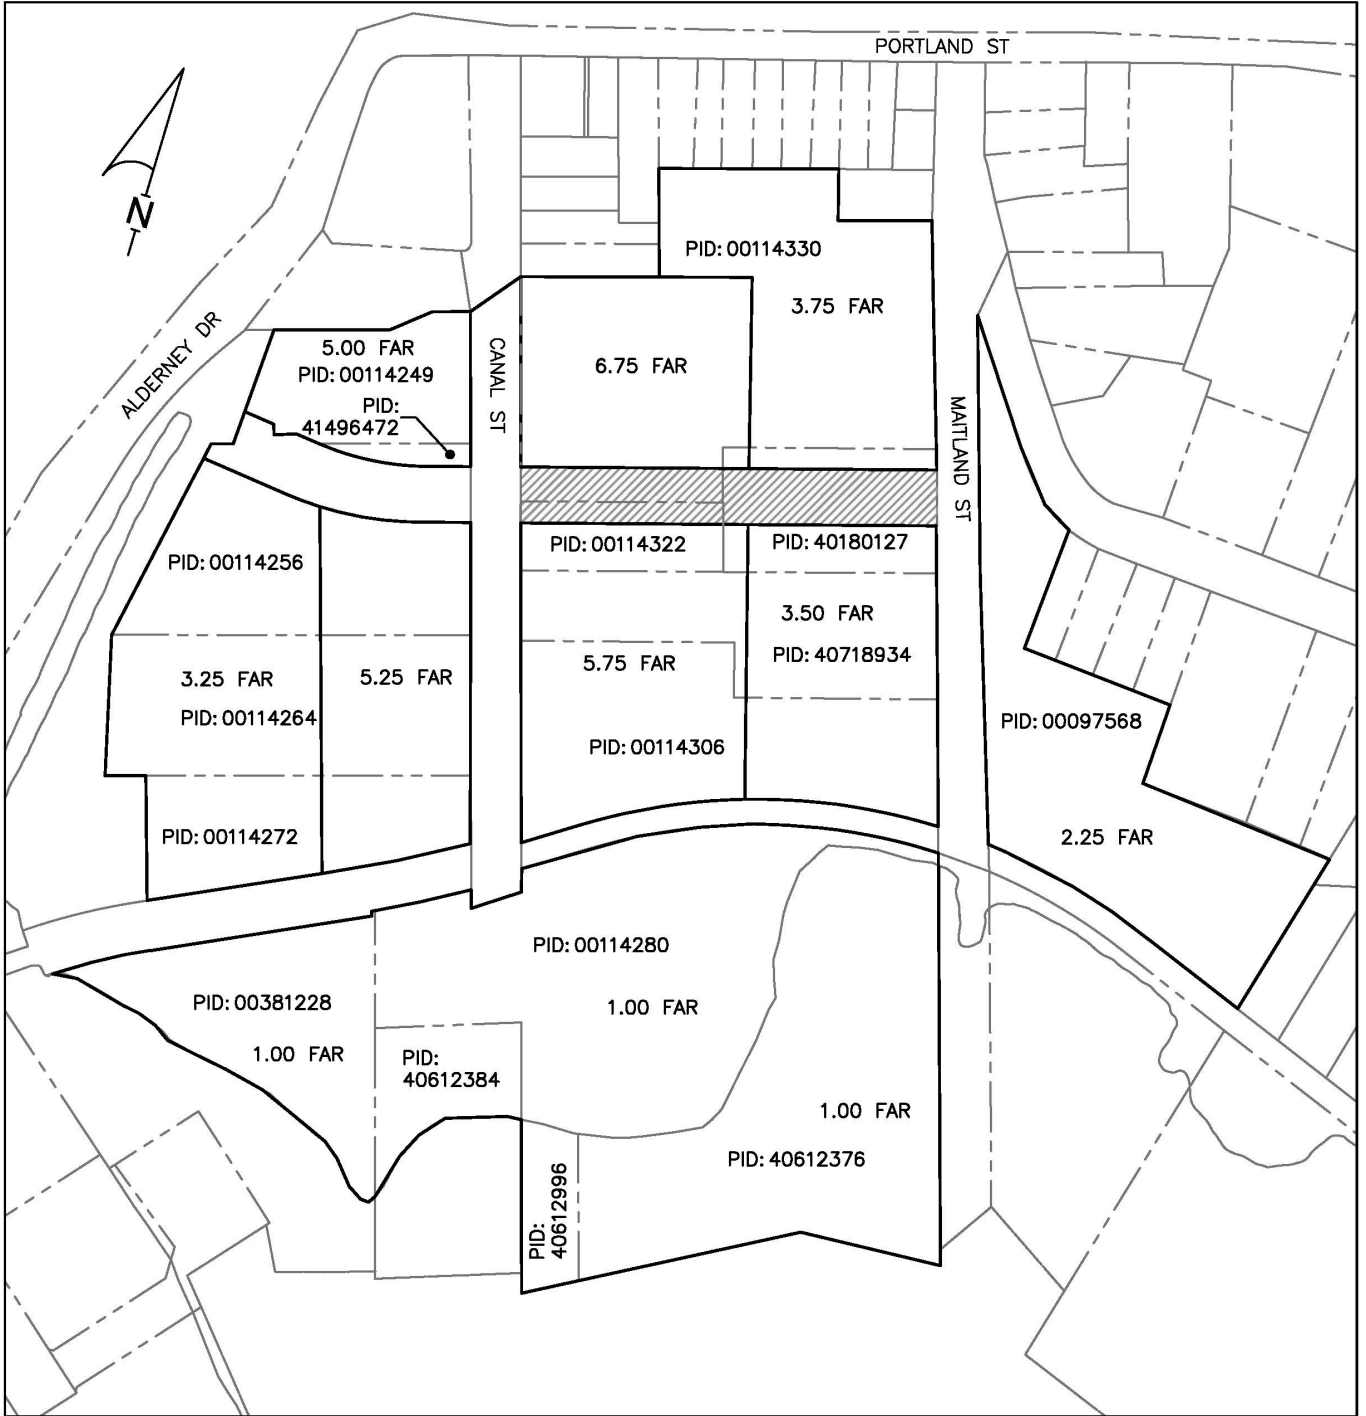 PORTLAND ST
N
PID: 00114330
3.75 FAR
ALDERNEY DR
5.00 FAR
PID: 00114249
PID:
41496472
CANAL ST
6.75 FAR
MAITLAND ST
PID: 00114256
PID: 00114322
PID: 40180127
3.50 FAR
PID: 40718934
3.25 FAR
5.25 FAR
5.75 FAR
PID: 00114264
PID: 00097568
PID: 00114306
PID: 00114272
2.25 FAR
PID: 00114280
PID: 00381228
1.00 FAR
1.00 FAR
PID:
40612384
1.00 FAR
PID: 40612376
PID:
40612996